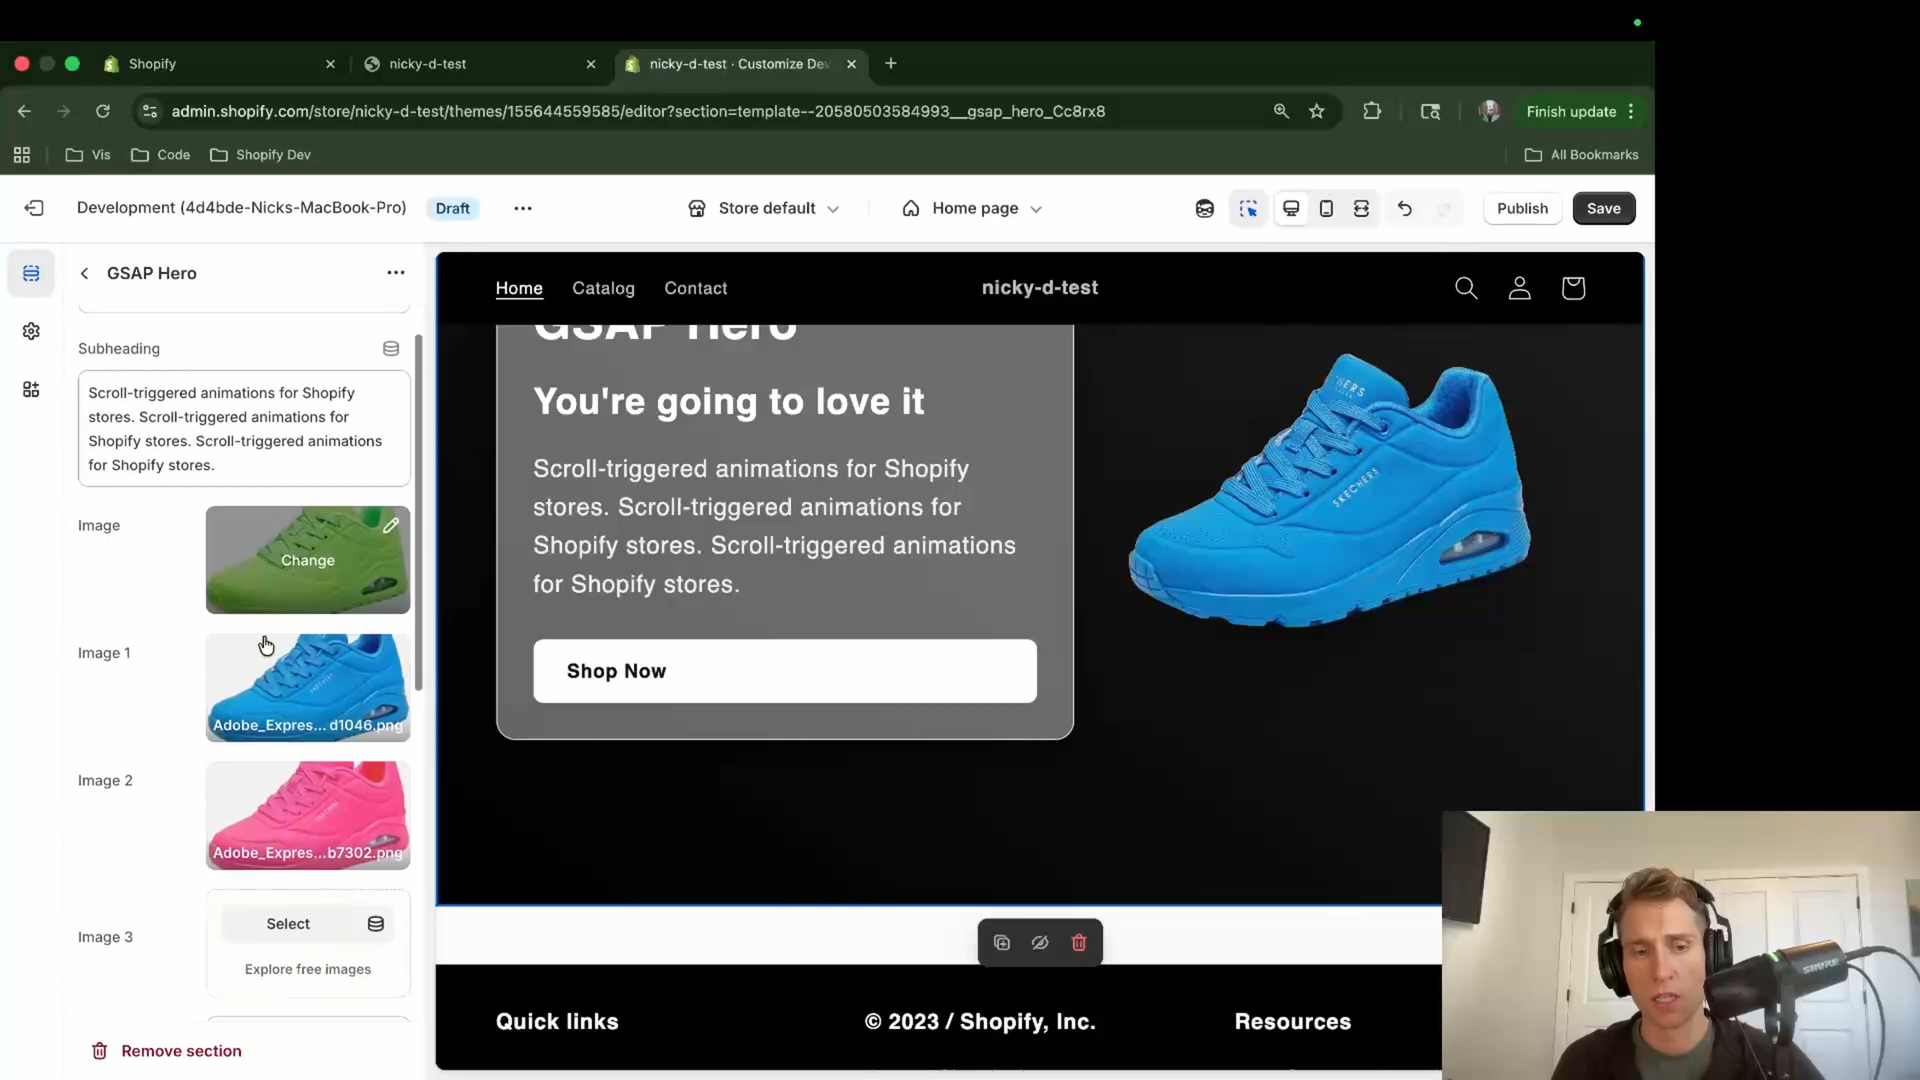 Shopify
nicky-d-test
nicky-d-test · Customize Dev
admin.shopify.com/store/nicky-d-test/themes/155644559585/editor?section=template--20580503584993__gsap_hero_Cc8rx8
Finish update
Vis
Code
Shopify Dev
All Bookmarks
Development (4d4bde-Nicks-MacBook-Pro)
Draft
Store default
Home page
Publish
Save
GSAP Hero
Subheading
Scroll-triggered animations for Shopify
stores. Scroll-triggered animations for
Shopify stores. Scroll-triggered animations
for Shopify stores.
Image
Change
Image 1
Adobe_Expres... d1046.png
Image 2
Adobe_Expres...b7302.png
Image 3
Select
Explore free images
Remove section
Home
Catalog
Contact
nicky-d-test
GSAP Hero
You're going to love it
Scroll-triggered animations for Shopify
stores. Scroll-triggered animations for
Shopify stores. Scroll-triggered animations
for Shopify stores.
Shop Now
SKECHERS
Quick links
© 2023 / Shopify, Inc.
Resources
SHURE